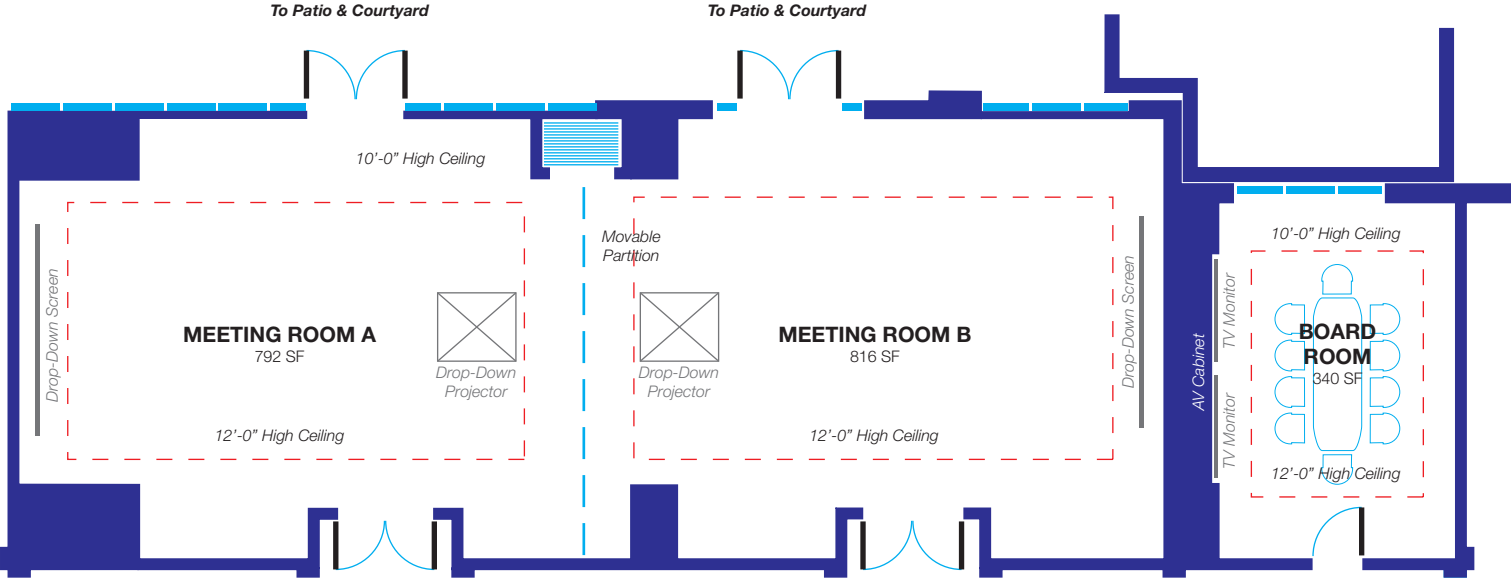 To Patio & Courtyard
To Patio & Courtyard
10’-0” High Ceiling
Movable
Partition
10’-0” High Ceiling
Drop-Down Screen
MEETING ROOM A
792 SF
Drop-Down
Projector
12’-0” High Ceiling
Drop-Down
Projector
MEETING ROOM B
816 SF
12’-0” High Ceiling
Drop-Down Screen
AV Cabinet
TV Monitor
TV Monitor
BOARD
ROOM
340 SF
12’-0” High Ceiling